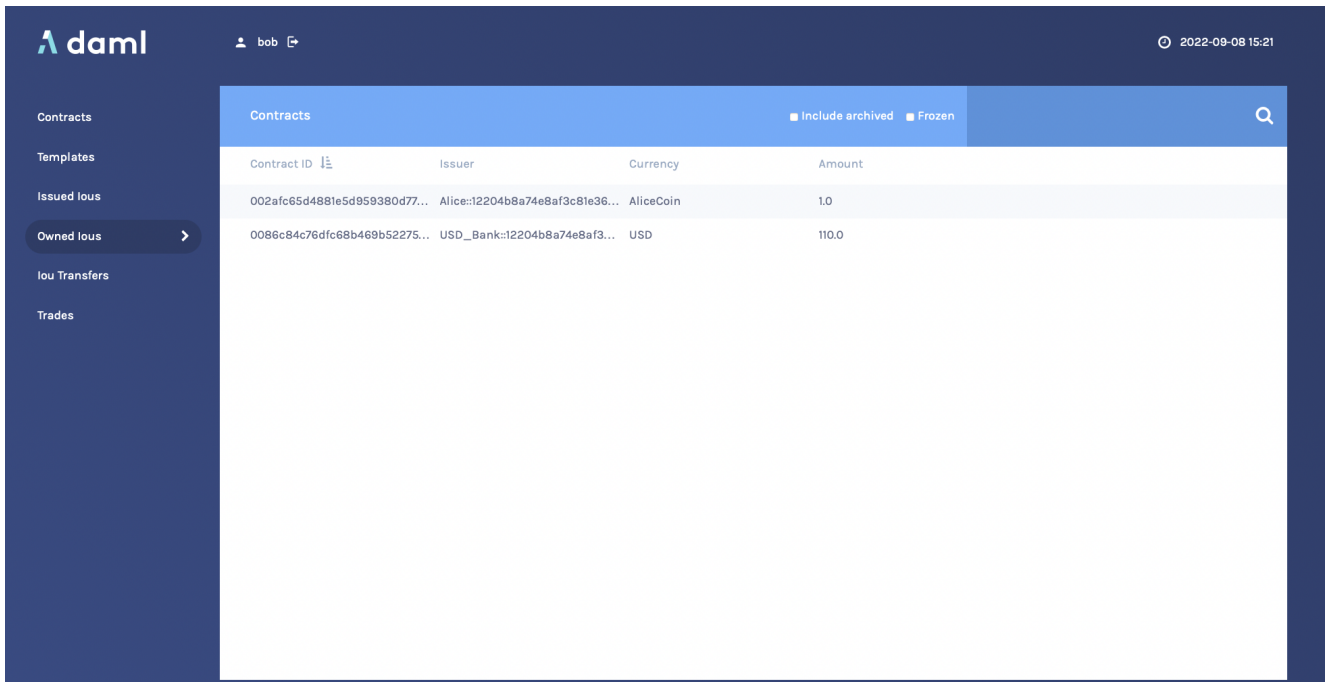 daml
bob
2022-09-08 15:21
Contracts
Templates
Issued Ious
Owned Ious
Iou Transfers
Trades
Contracts
Include archived Frozen
Contract ID Issuer Currency Amount
002afc65d4881e5d959380d77... Alice::12204b8a74e8af3c81e36... AliceCoin 1.0
0086c84c76dfc68b469b52275... USD_Bank::12204b8a74e8af3... USD 110.0